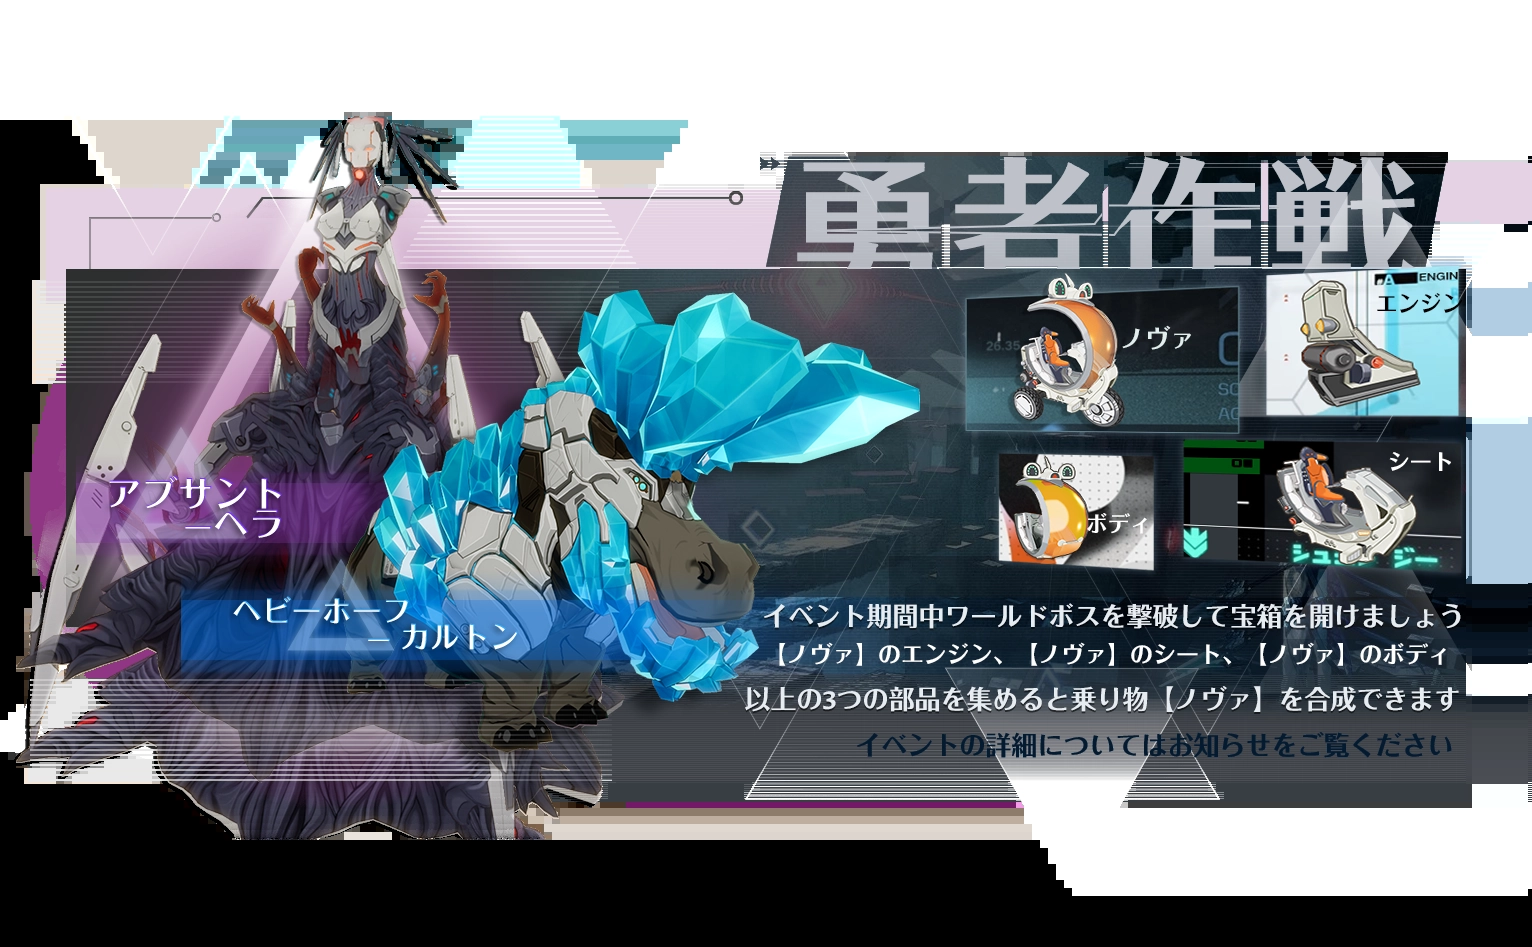 勇者作戦
ノヴァ
ENGIN
エンジン
26.35
シート
ボディ
アブサント
－ヘラ
ヘビーホーフ
－ カルトン
イベント期間中ワールドボスを撃破して宝箱を開けましょう
【ノヴァ】のエンジン、【ノヴァ】のシート、【ノヴァ】のボディ
以上の3つの部品を集めると乗り物【ノヴァ】を合成できます
イベントの詳細についてはお知らせをご覧ください